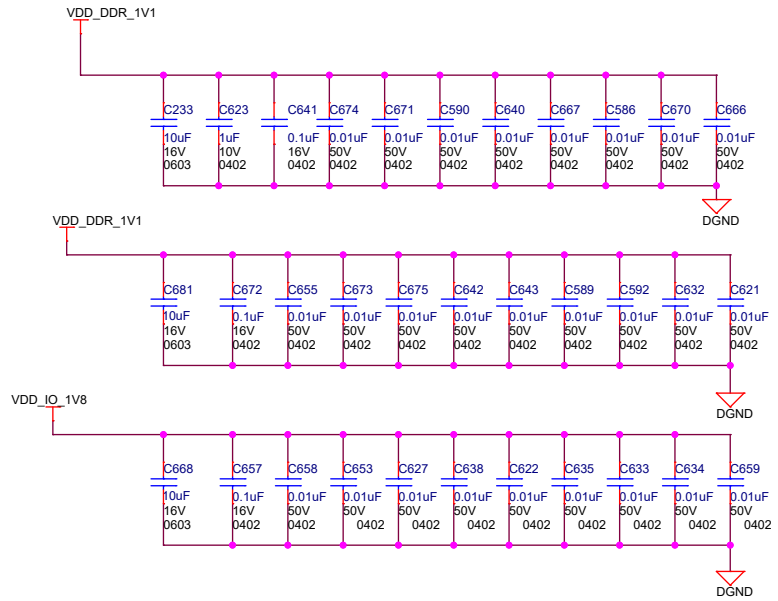 VDD_DDR_1V1
C233 C623 C641 C674 C671 C590 C640 C667 C586 C670 C666
10uF 1uF 0.1uF 0.01uF 0.01uF 0.01uF 0.01uF 0.01uF 0.01uF 0.01uF 0.01uF
16V 10V 16V 50V 50V 50V 50V 50V 50V 50V 50V
0603 0402 0402 0402 0402 0402 0402 0402 0402 0402 0402
DGND
VDD_DDR_1V1
C681 C672 C655 C673 C675 C642 C643 C589 C592 C632 C621
10uF 0.1uF 0.01uF 0.01uF 0.01uF 0.01uF 0.01uF 0.01uF 0.01uF 0.01uF 0.01uF
16V 16V 50V 50V 50V 50V 50V 50V 50V 50V 50V
0603 0402 0402 0402 0402 0402 0402 0402 0402 0402 0402
DGND
VDD_IO_1V8
C668 C657 C658 C653 C627 C638 C622 C635 C633 C634 C659
10uF 0.1uF 0.01uF 0.01uF 0.01uF 0.01uF 0.01uF 0.01uF 0.01uF 0.01uF 0.01uF
16V 16V 50V 50V 50V 50V 50V 50V 50V 50V 50V
0603 0402 0402 0402 0402 0402 0402 0402 0402 0402 0402
DGND